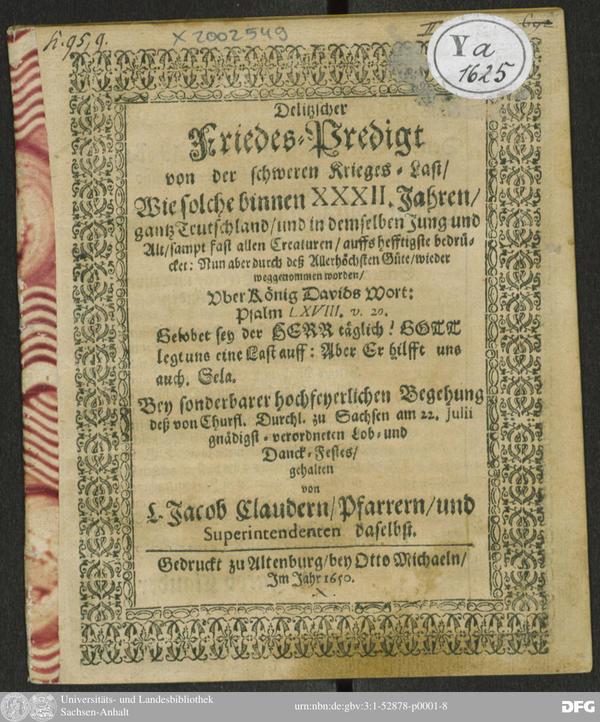 h. 95, 9.
X 2002549
II
Ya
1625
Delitzscher
Friedes-Predigt
von der schweren Krieges-Last/
Wie solche binnen XXXII. Jahren/
gantz Teutschland/und in demselben Jung und
Alt/sampt fast allen Creaturen/auffs hefftigste bedrü-
cket: Nun aber durch deß Allerhöchsten Güte/wieder
weggenommen worden/
Vber König Davids Wort:
Psalm LXVIII. v. 20.
Gelobet sey der HERR täglich! GOTT
legt uns eine Last auff: Aber Er hilfft uns
auch. Sela.
Bey sonderbarer hochfeyerlichen Begehung
deß von Churfl. Durchl. zu Sachsen am 22. Julii
gnädigst-verordneten Lob- und
Danck-Festes/
gehalten
von
L. Jacob Claudern/Pfarrern/und
Superintendenten daselbst.
Gedruckt zu Altenburg/bey Otto Michaeln/
Im Jahr 1650.
Universitäts- und Landesbibliothek
Sachsen-Anhalt
urn:nbn:de:gbv:3:1-52878-p0001-8
DFG